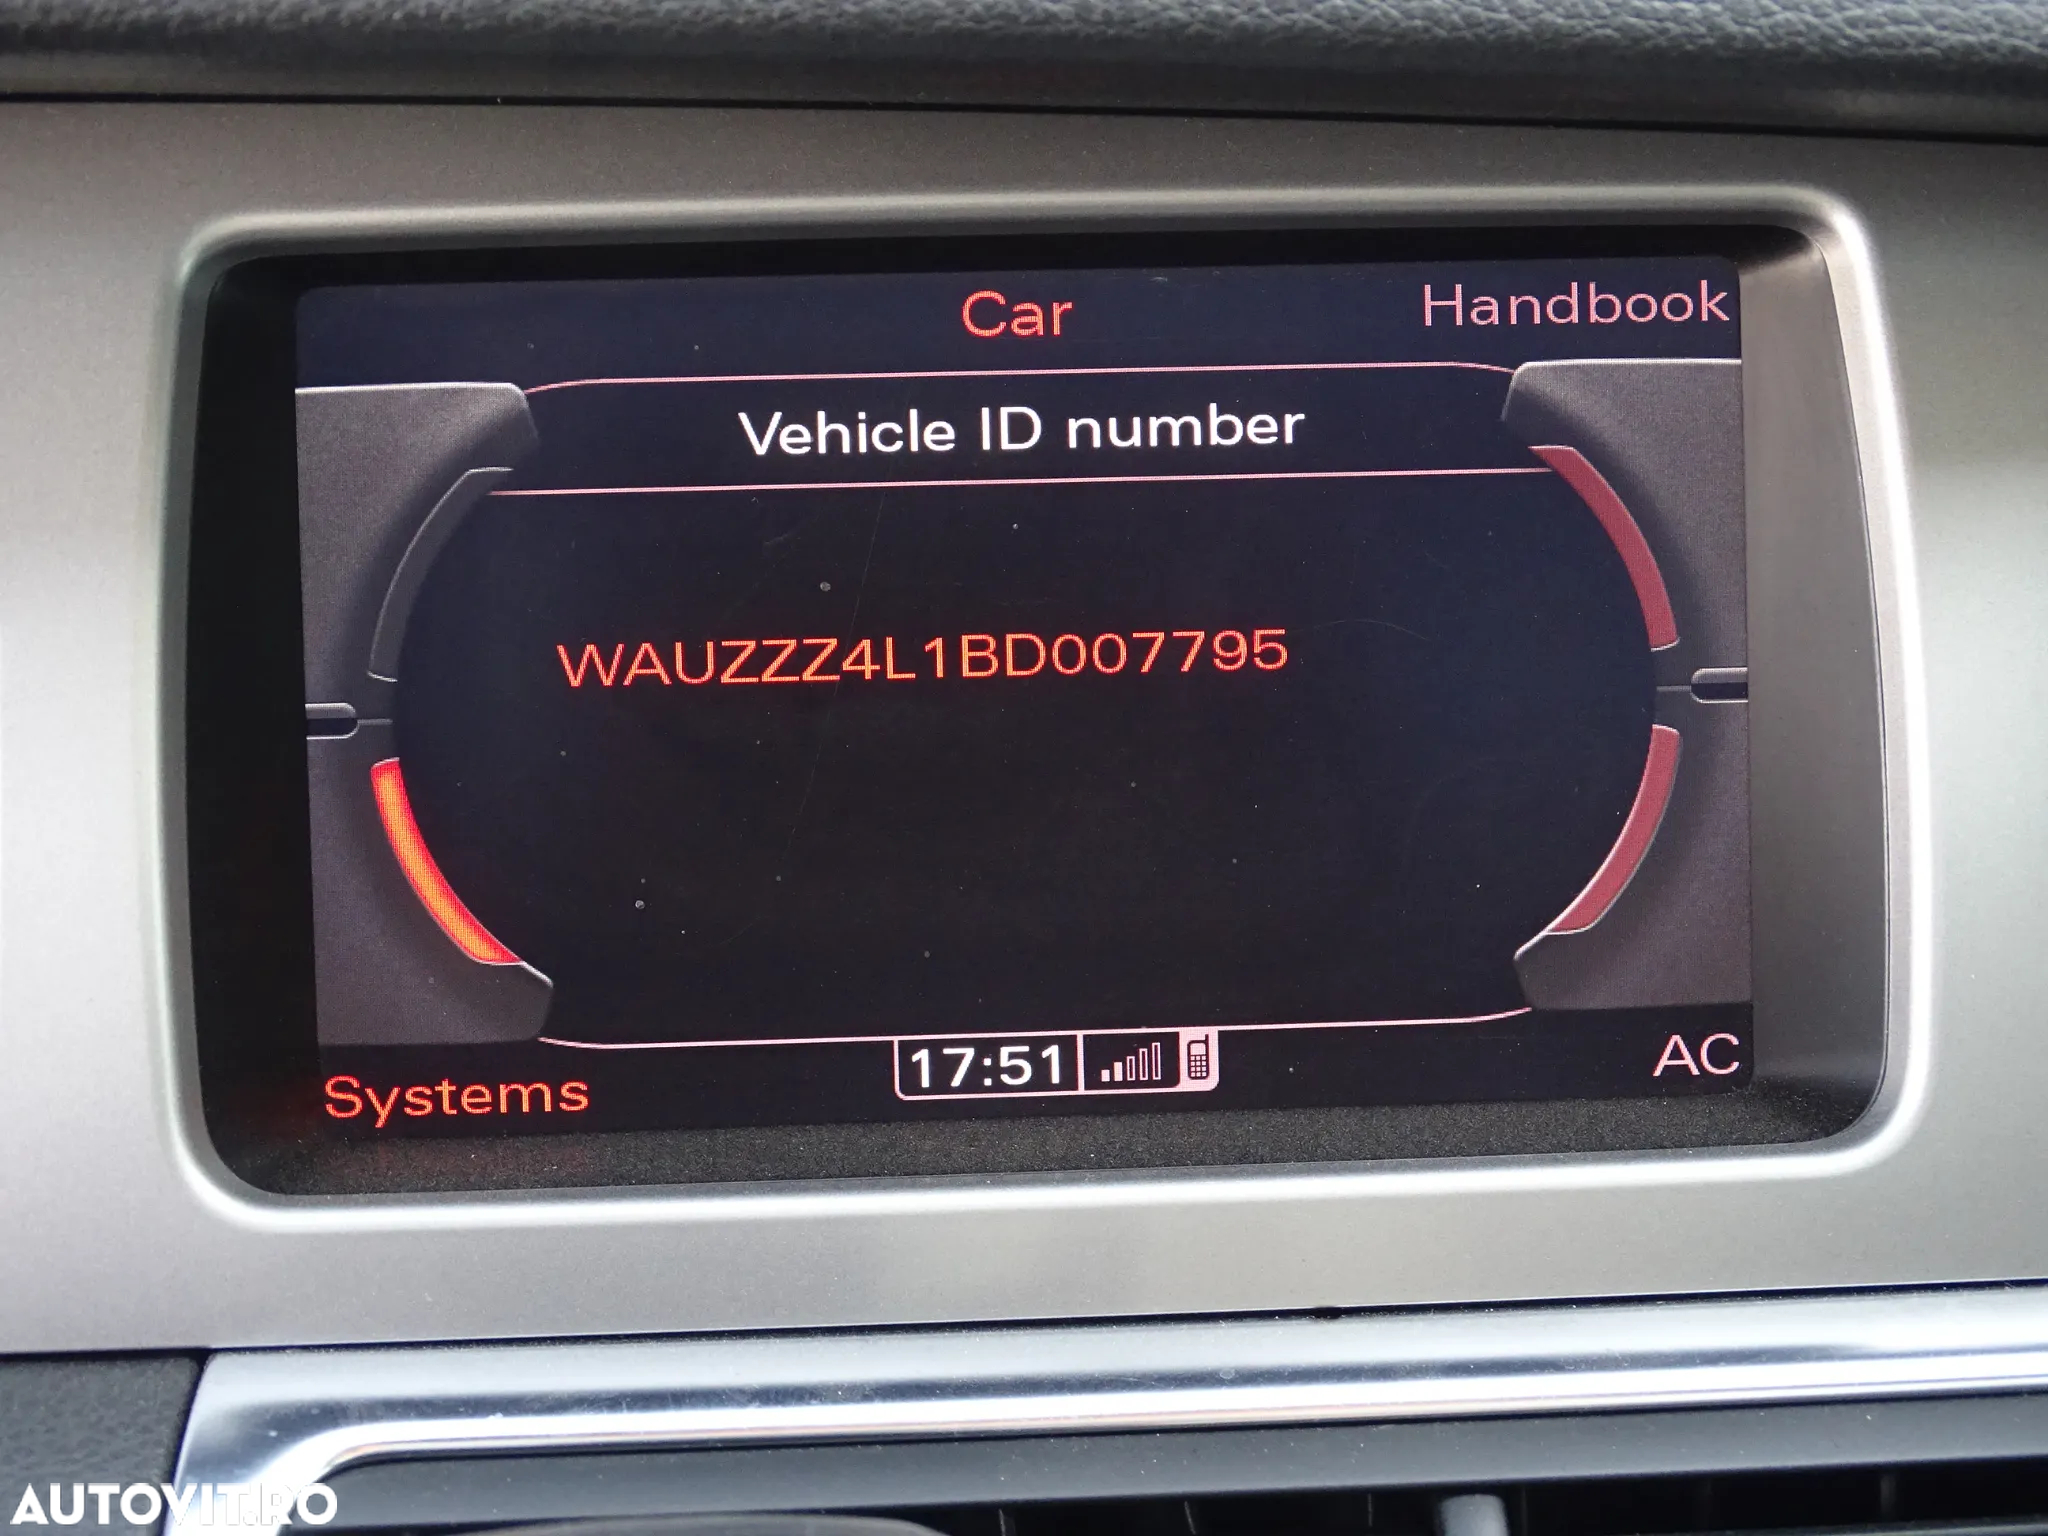 Car
Handbook
Vehicle ID number
WAUZZZ4L1BD007795
17:51
Systems
AC
AUTOVIT.RO